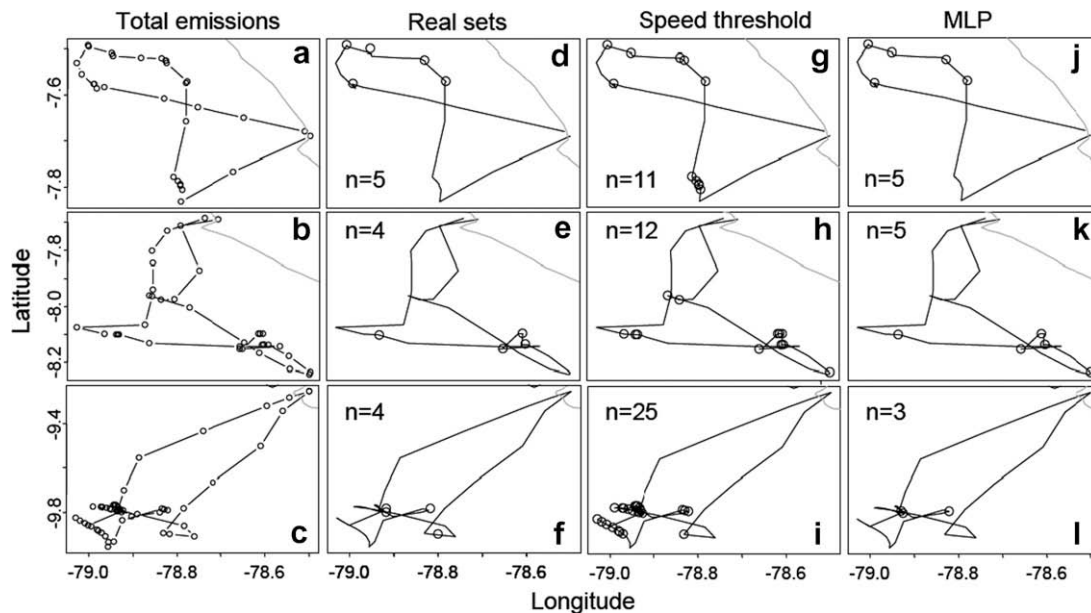 Total emissions Real sets Speed threshold MLP
a d g j
-7.6
n=5 n=11 n=5
-7.8
b n=4 e n=12 h n=5 k
-7.8
Latitude
-8.0
-8.2
n=4 n=25 n=3
-9.4
-9.8
c f i l
-79.0 -78.8 -78.6 -79.0 -78.8 -78.6 -79.0 -78.8 -78.6 -79.0 -78.8 -78.6
Longitude